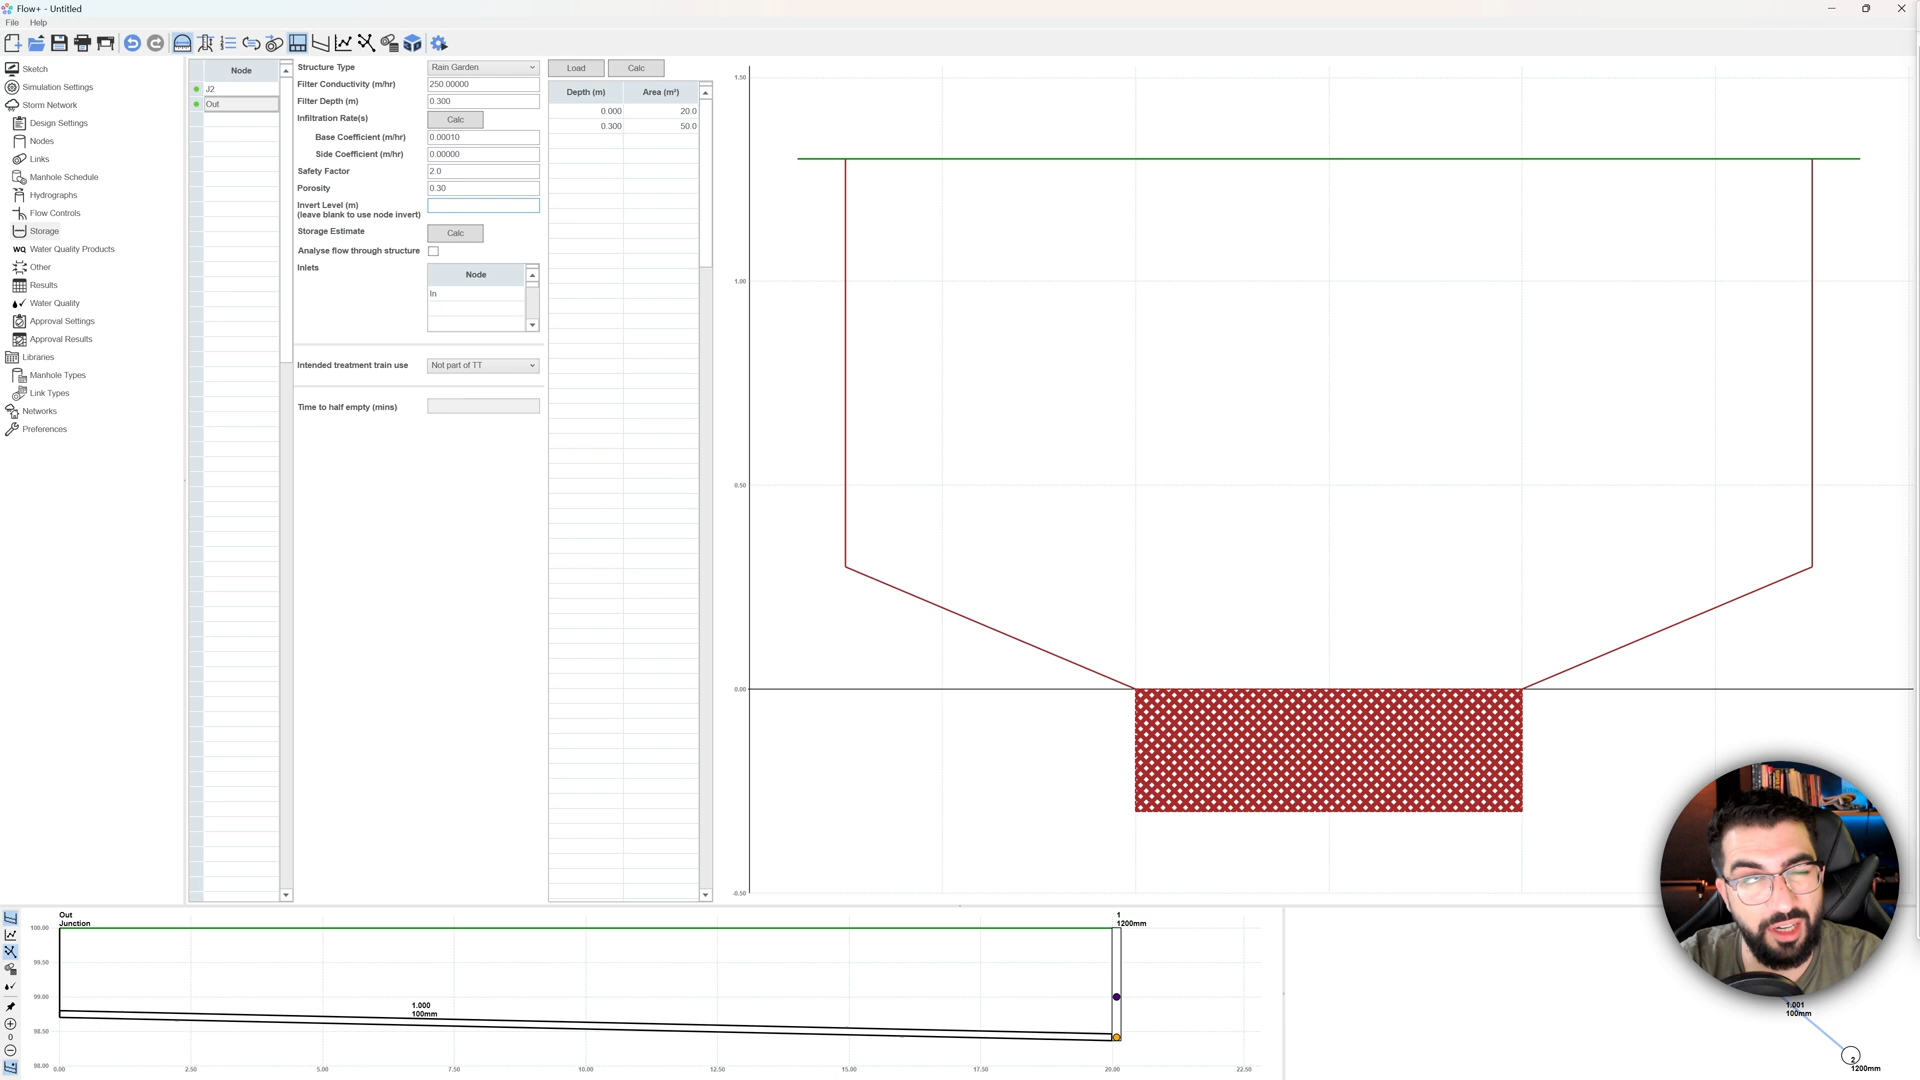 Flow+ - Untitled
File Help
Sketch
Simulation Settings
Storm Network
Design Settings
Nodes
Links
Manhole Schedule
Hydrographs
Flow Controls
Storage
WQ Water Quality Products
Other
Results
Water Quality
Approval Settings
Approval Results
Libraries
Manhole Types
Link Types
Networks
Preferences
Node
J2
Out
Structure Type Rain Garden
Filter Conductivity (m/hr) 250.00000
Filter Depth (m) 0.300
Infiltration Rate(s) Calc
Base Coefficient (m/hr) 0.00010
Side Coefficient (m/hr) 0.00000
Safety Factor 2.0
Porosity 0.30
Invert Level (m)
(leave blank to use node invert)
Storage Estimate Calc
Analyse flow through structure
Inlets
Node
In
Intended treatment train use Not part of TT
Time to half empty (mins)
Load Calc
Depth (m) Area (m²)
0.000 20.0
0.300 50.0
1.50
1.00
0.50
0.00
-0.50
Out
Junction
1
1200mm
100.00
99.50
99.00
98.50
98.00
1.000
100mm
0.00 2.50 5.00 7.50 10.00 12.50 15.00 17.50 20.00 22.50
0
1.001
100mm
2
1200mm